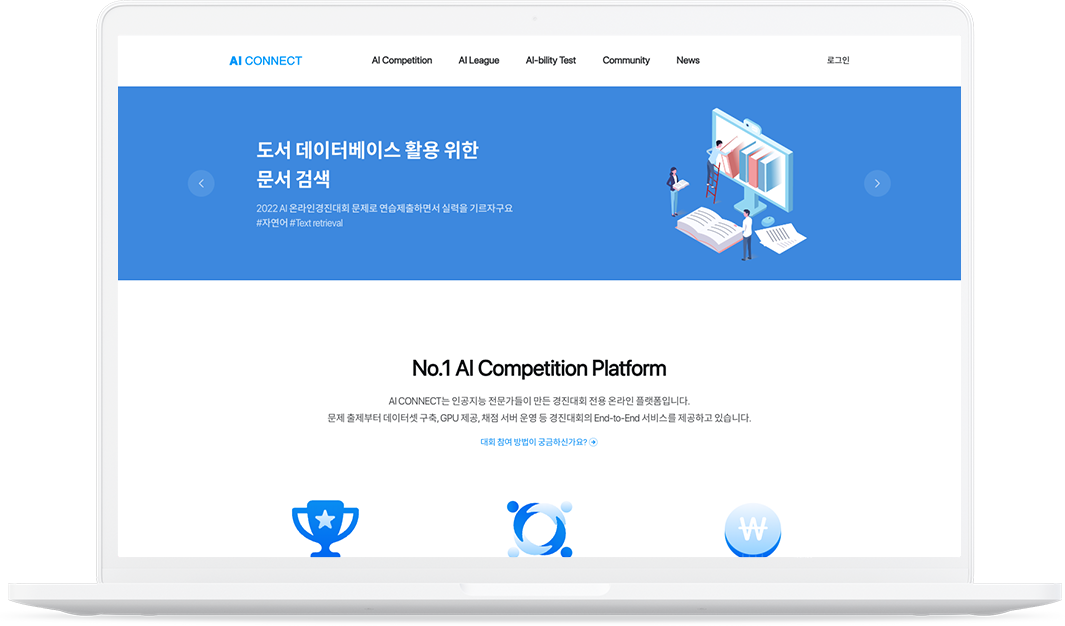 AI CONNECT
AI Competition
AI League
AI-bility Test
Community
News
로그인
도서 데이터베이스 활용 위한
문서 검색
2022 AI 온라인경진대회 문제로 연습제출하면서 실력을 기르자구요
#자연어 #Text retrieval
No.1 AI Competition Platform
AI CONNECT는 인공지능 전문가들이 만든 경진대회 전용 온라인 플랫폼입니다.
문제 출제부터 데이터셋 구축, GPU 제공, 채점 서버 운영 등 경진대회의 End-to-End 서비스를 제공하고 있습니다.
대회 참여 방법이 궁금하신가요?
₩